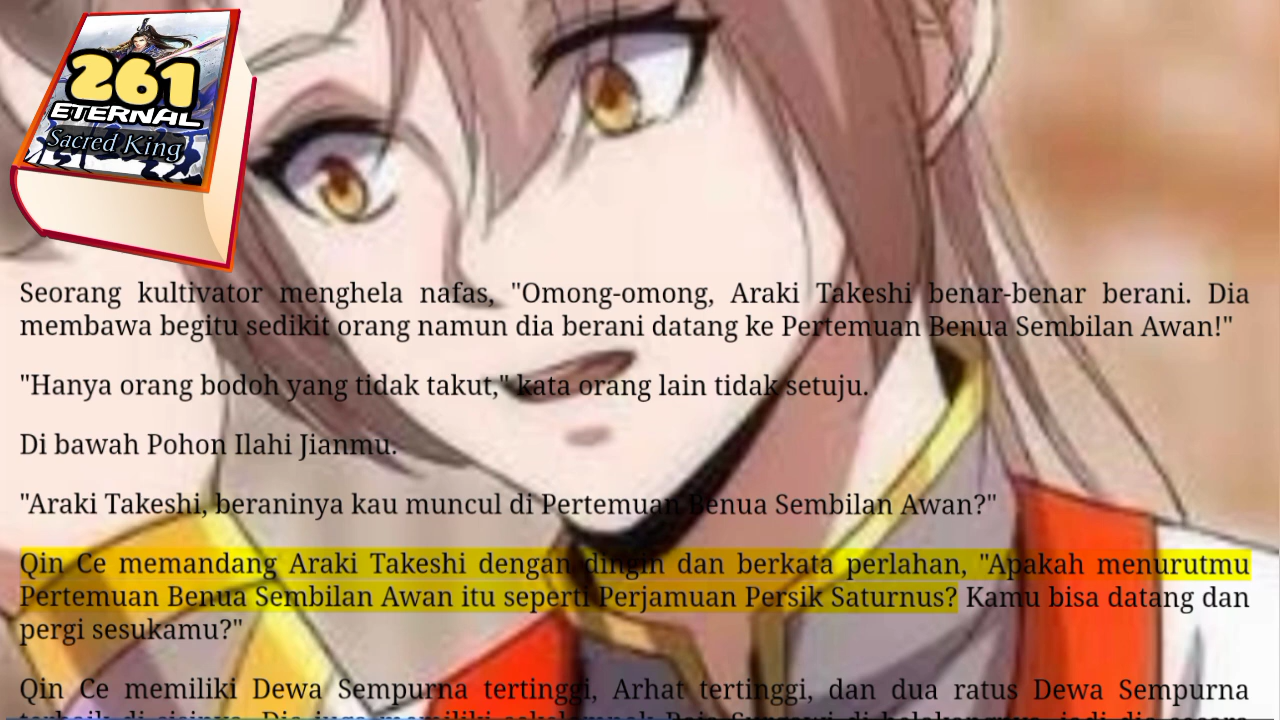 261
ETERNAL
Sacred King
Seorang kultivator menghela nafas, "Omong-omong, Araki Takeshi benar-benar berani. Dia
membawa begitu sedikit orang namun dia berani datang ke Pertemuan Benua Sembilan Awan!"
"Hanya orang bodoh yang tidak takut," kata orang lain tidak setuju.
Di bawah Pohon Ilahi Jianmu.
"Araki Takeshi, beraninya kau muncul di Pertemuan Benua Sembilan Awan?"
Qin Ce memandang Araki Takeshi dengan dingin dan berkata perlahan, "Apakah menurutmu
Pertemuan Benua Sembilan Awan itu seperti Perjamuan Persik Saturnus? Kamu bisa datang dan
pergi sesukamu?"
Qin Ce memiliki Dewa Sempurna tertinggi, Arhat tertinggi, dan dua ratus Dewa Sempurna